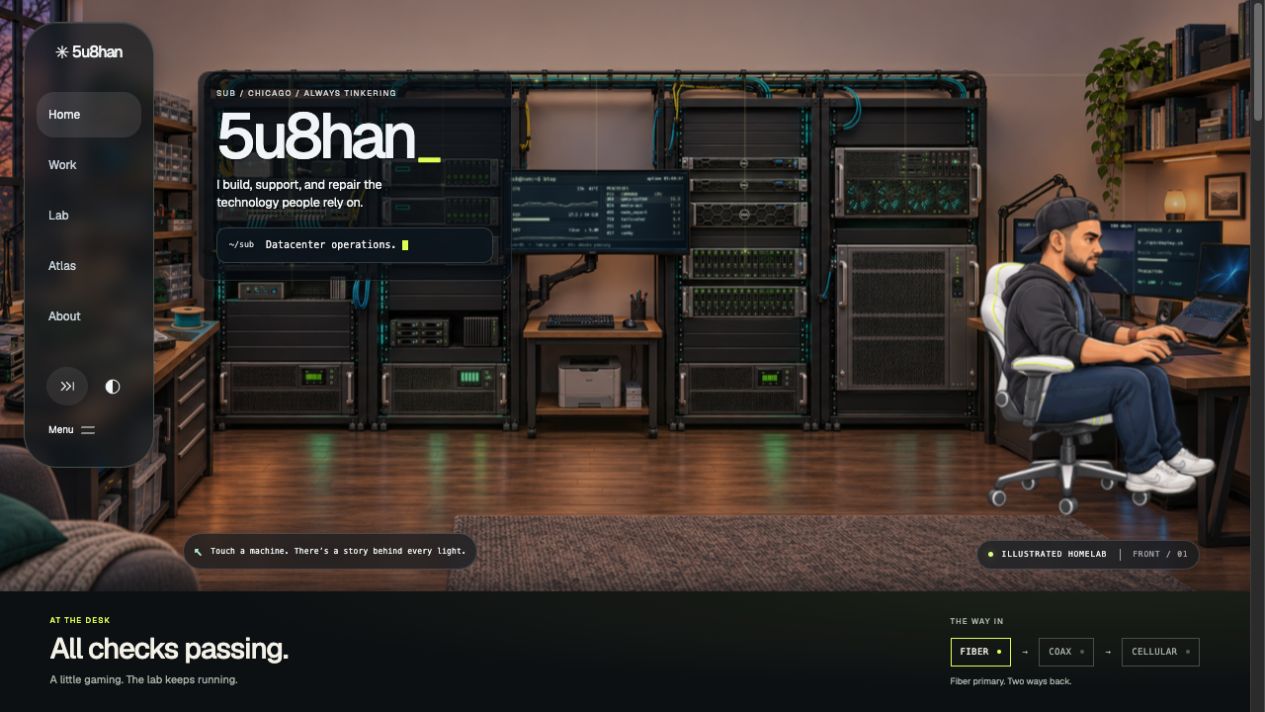 5u8han
Home
Work
Lab
Atlas
About
Menu
SUB / CHICAGO / ALWAYS TINKERING
5u8han_
I build, support, and repair the
technology people rely on.
~/sub Datacenter operations.
Touch a machine. There's a story behind every light.
ILLUSTRATED HOMELAB | FRONT / 01
AT THE DESK
All checks passing.
A little gaming. The lab keeps running.
THE WAY IN
FIBER → COAX → CELLULAR
Fiber primary. Two ways back.